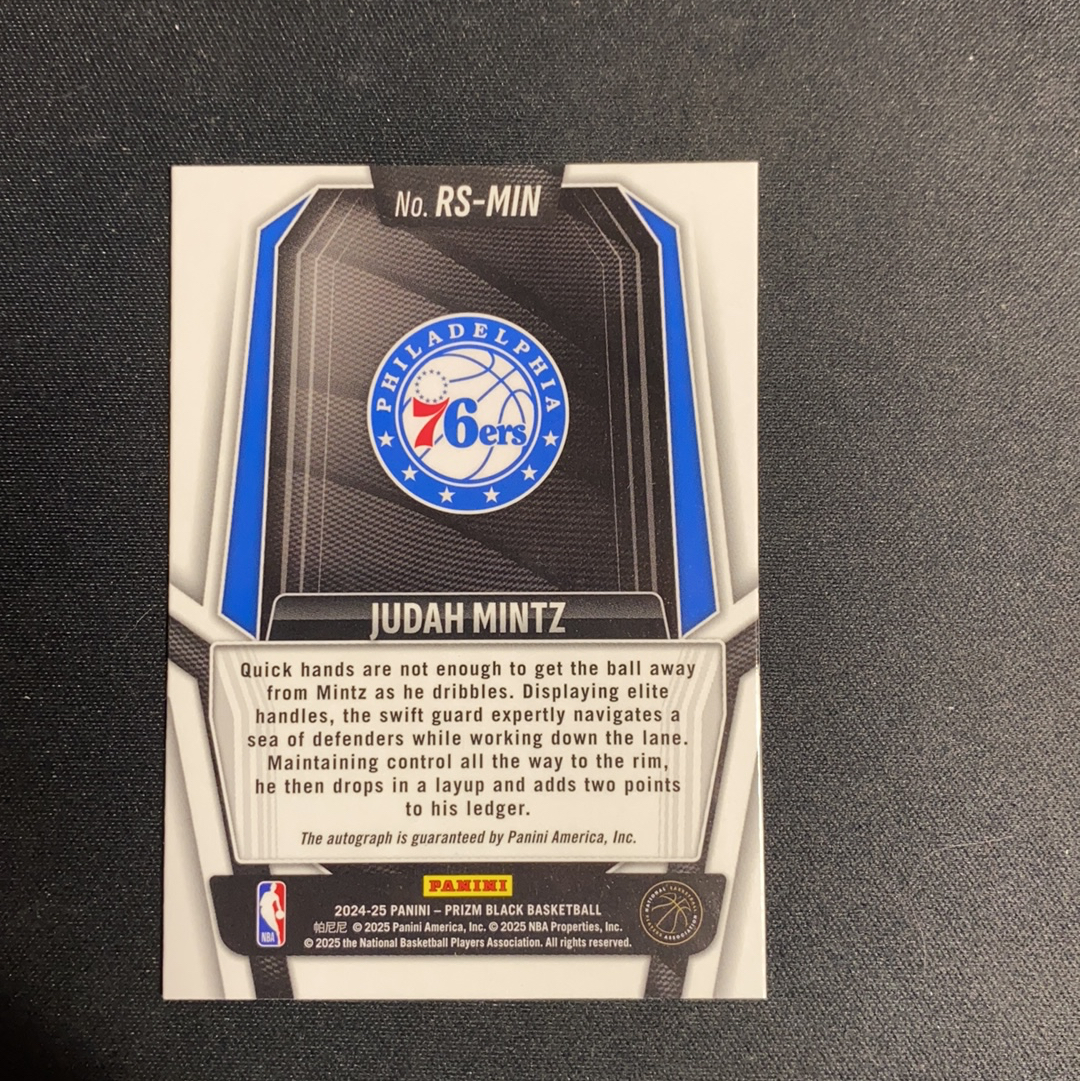 No. RS-MIN
PHILADELPHIA
76ers
JUDAH MINTZ
Quick hands are not enough to get the ball away
from Mintz as he dribbles. Displaying elite
handles, the swift guard expertly navigates a
sea of defenders while working down the lane.
Maintaining control all the way to the rim,
he then drops in a layup and adds two points
to his ledger.
The autograph is guaranteed by Panini America, Inc.
PANINI
2024-25 PANINI – PRIZM BLACK BASKETBALL
帕尼尼 © 2025 Panini America, Inc. © 2025 NBA Properties, Inc.
© 2025 the National Basketball Players Association. All rights reserved.
NBA
NATIONAL BASKETBALL
PLAYERS ASSOCIATION